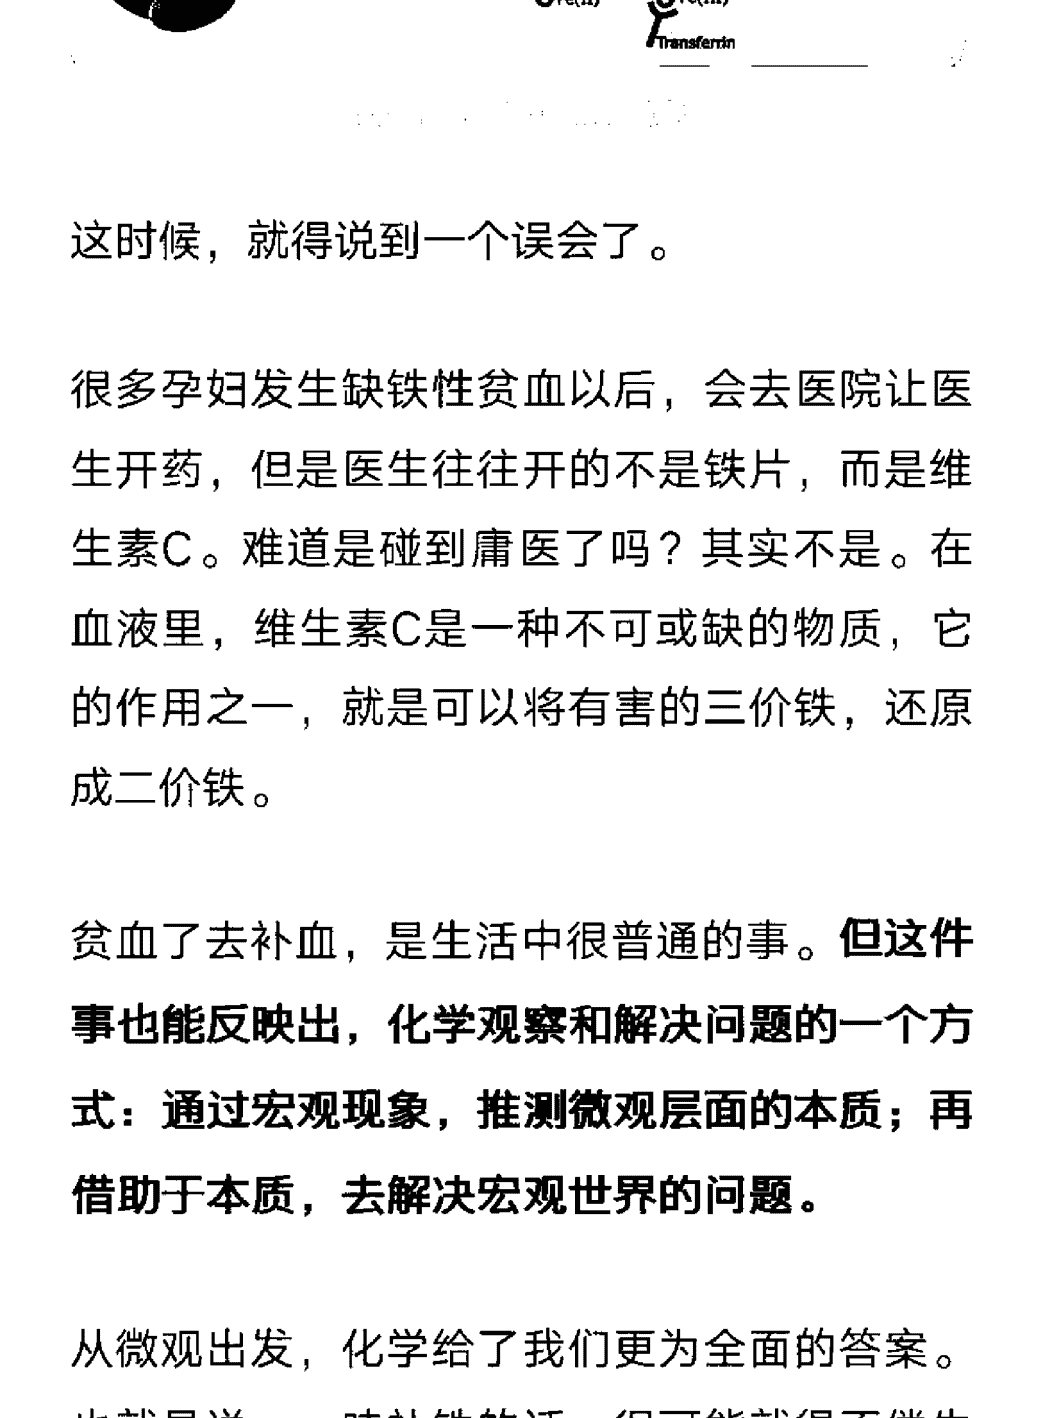 Fe(II) Fe(III)
Transferrin
这时候，就得说到一个误会了。
很多孕妇发生缺铁性贫血以后，会去医院让医
生开药，但是医生往往开的不是铁片，而是维
生素C。难道是碰到庸医了吗？其实不是。在
血液里，维生素C是一种不可或缺的物质，它
的作用之一，就是可以将有害的三价铁，还原
成二价铁。
贫血了去补血，是生活中很普通的事。但这件
事也能反映出，化学观察和解决问题的一个方
式：通过宏观现象，推测微观层面的本质；再
借助于本质，去解决宏观世界的问题。
从微观出发，化学给了我们更为全面的答案。